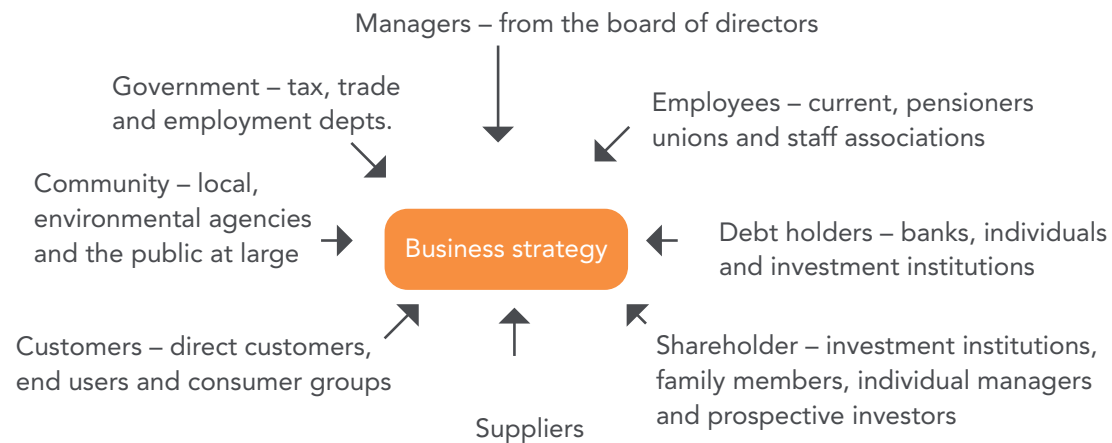 Managers – from the board of directors
Government – tax, trade
and employment depts.
Employees – current, pensioners
unions and staff associations
Community – local,
environmental agencies
and the public at large
Business strategy
Debt holders – banks, individuals
and investment institutions
Customers – direct customers,
end users and consumer groups
Shareholder – investment institutions,
family members, individual managers
and prospective investors
Suppliers